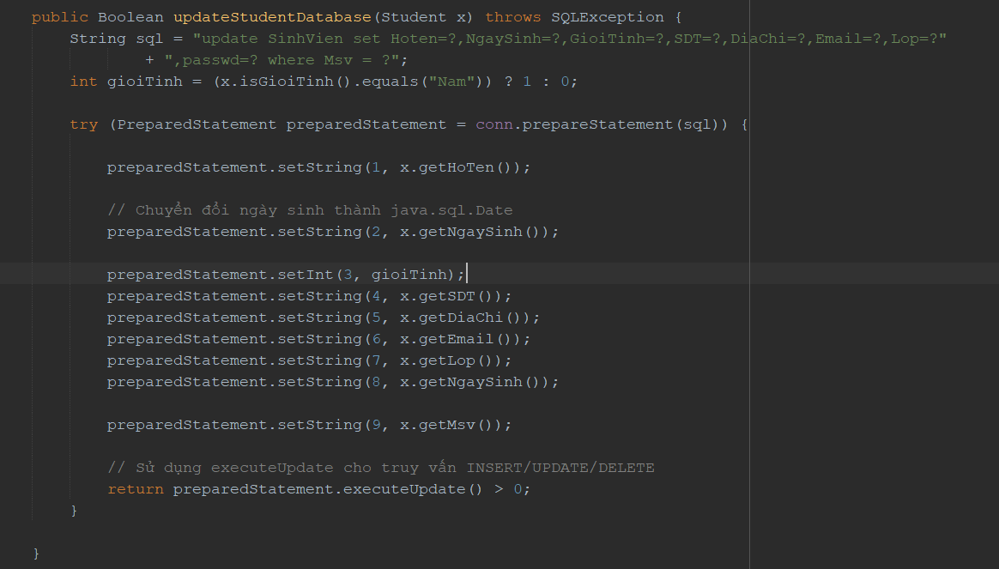 public Boolean updateStudentDatabase(Student x) throws SQLException {
String sql = "update SinhVien set Hoten=?,NgaySinh=?,GioiTinh=?,SDT=?,DiaChi=?,Email=?,Lop=?"
+ ",passwd=? where Msv = ?";
int gioiTinh = (x.isGioiTinh().equals("Nam")) ? 1 : 0;
try (PreparedStatement preparedStatement = conn.prepareStatement(sql)) {
preparedStatement.setString(1, x.getHoTen());
// Chuyển đổi ngày sinh thành java.sql.Date
preparedStatement.setString(2, x.getNgaySinh());
preparedStatement.setInt(3, gioiTinh);
preparedStatement.setString(4, x.getSDT());
preparedStatement.setString(5, x.getDiaChi());
preparedStatement.setString(6, x.getEmail());
preparedStatement.setString(7, x.getLop());
preparedStatement.setString(8, x.getNgaySinh());
preparedStatement.setString(9, x.getMsv());
// Sử dụng executeUpdate cho truy vấn INSERT/UPDATE/DELETE
return preparedStatement.executeUpdate() > 0;
}
}